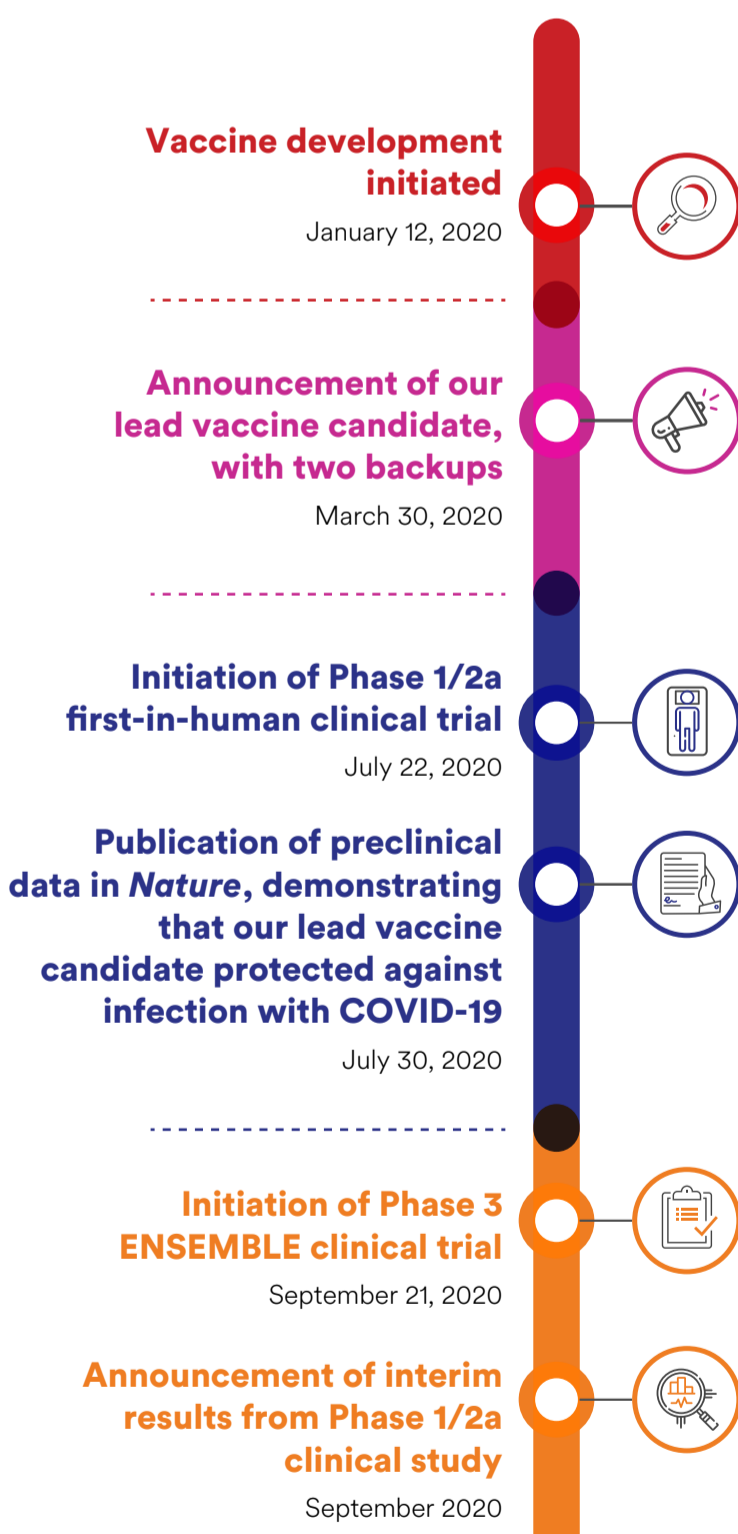 Vaccine development
initiated
January 12, 2020
Announcement of our
lead vaccine candidate,
with two backups
March 30, 2020
Initiation of Phase 1/2a
first-in-human clinical trial
July 22, 2020
Publication of preclinical
data in Nature, demonstrating
that our lead vaccine
candidate protected against
infection with COVID-19
July 30, 2020
Initiation of Phase 3
ENSEMBLE clinical trial
September 21, 2020
Announcement of interim
results from Phase 1/2a
clinical study
September 2020